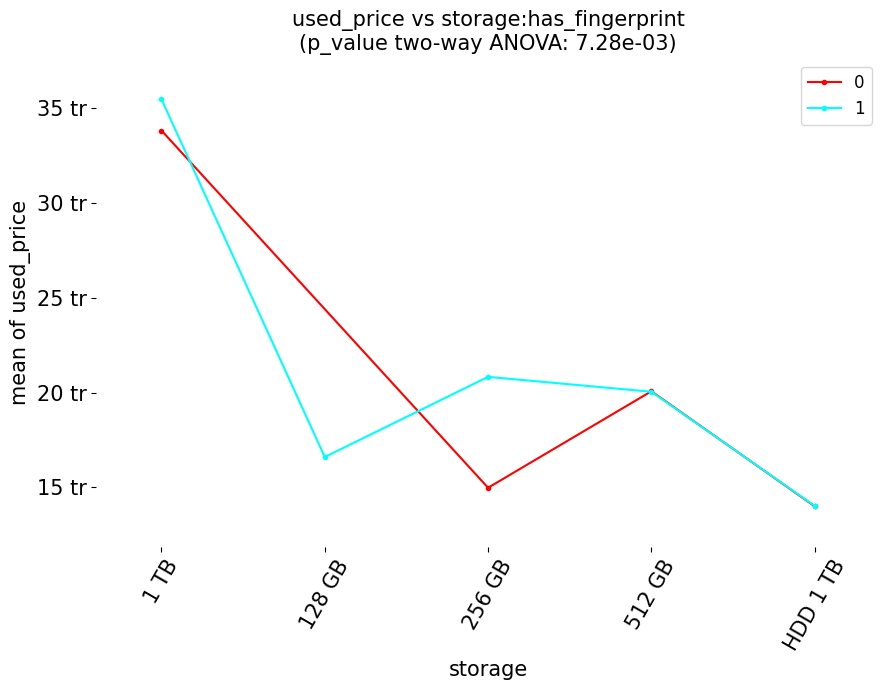 used_price vs storage:has_fingerprint
(p_value two-way ANOVA: 7.28e-03)
0
1
35 tr
30 tr
25 tr
20 tr
15 tr
mean of used_price
1 TB
128 GB
256 GB
512 GB
HDD 1 TB
storage